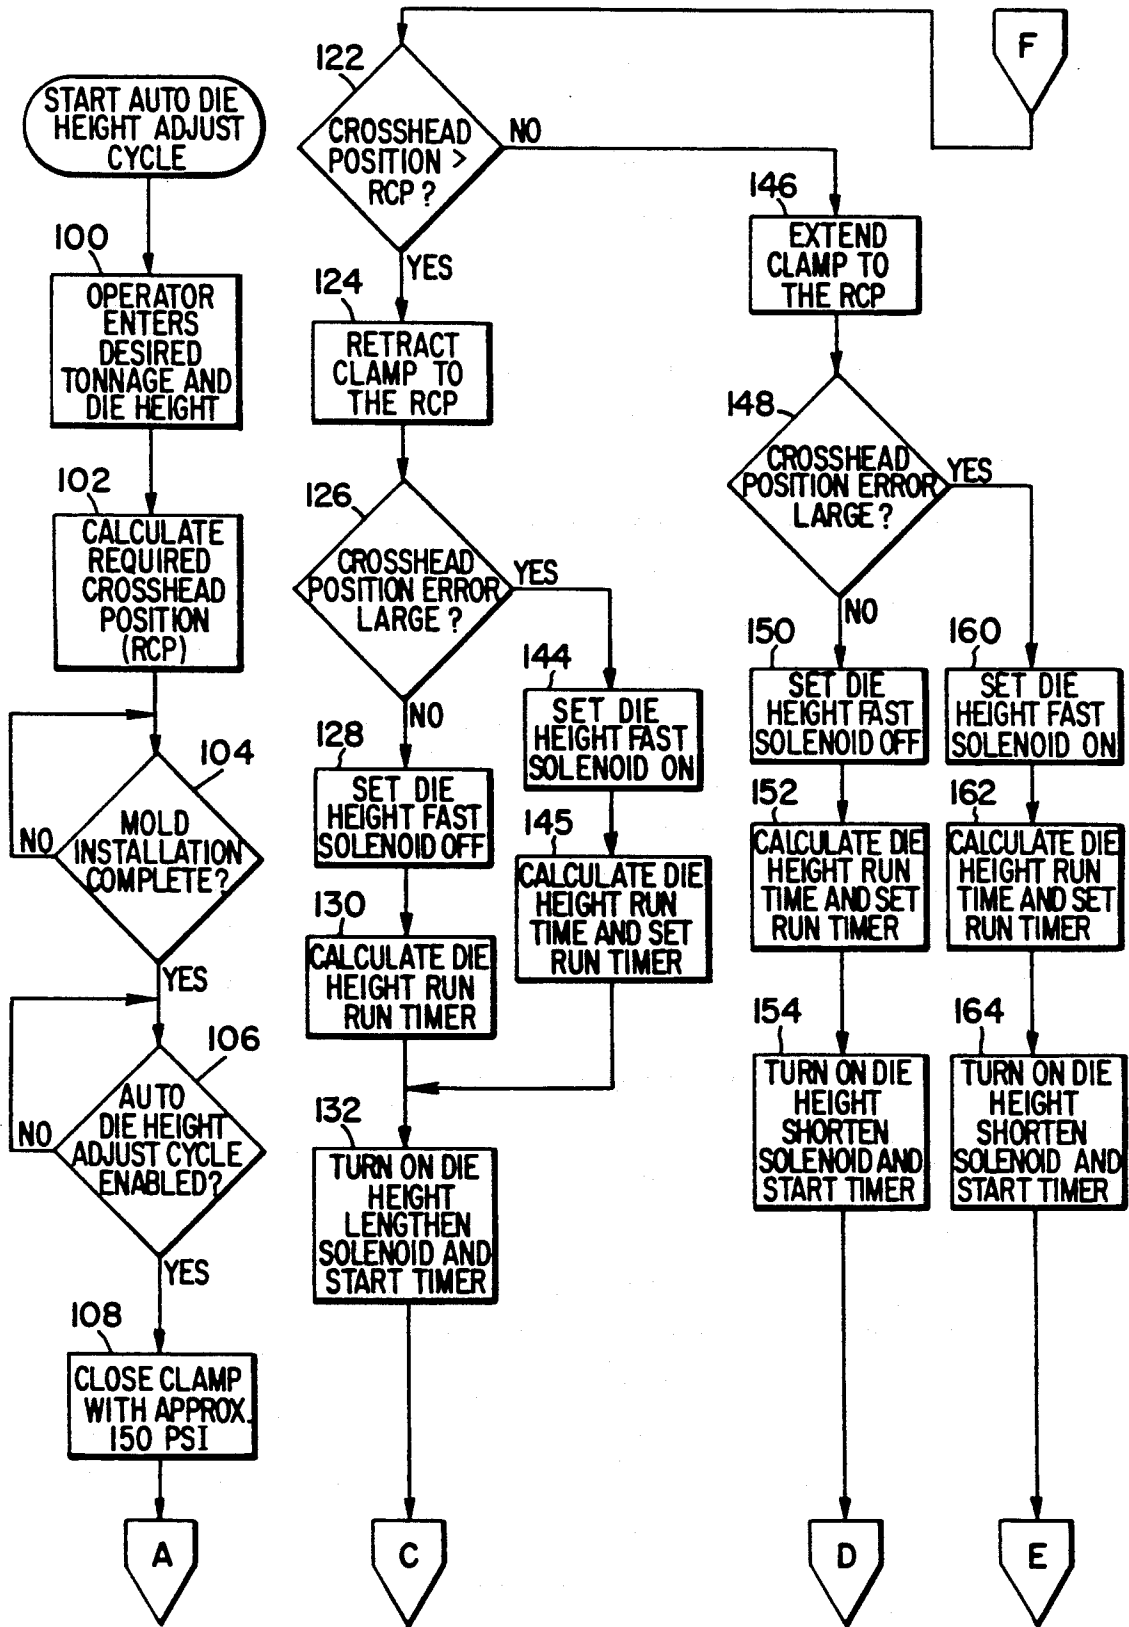 START AUTO DIE
HEIGHT ADJUST
CYCLE
100
OPERATOR
ENTERS
DESIRED
TONNAGE AND
DIE HEIGHT
102
CALCULATE
REQUIRED
CROSSHEAD
POSITION
(RCP)
104
MOLD
INSTALLATION
COMPLETE?
NO
YES
106
AUTO
DIE HEIGHT
ADJUST CYCLE
ENABLED?
NO
YES
108
CLOSE CLAMP
WITH APPROX.
150 PSI
A
F
122
CROSSHEAD
POSITION >
RCP?
NO
YES
124
RETRACT
CLAMP TO
THE RCP
126
CROSSHEAD
POSITION ERROR
LARGE?
YES
NO
128
SET DIE
HEIGHT FAST
SOLENOID OFF
130
CALCULATE DIE
HEIGHT RUN
RUN TIMER
144
SET DIE
HEIGHT FAST
SOLENOID ON
145
CALCULATE DIE
HEIGHT RUN
TIME AND SET
RUN TIMER
132
TURN ON DIE
HEIGHT
LENGTHEN
SOLENOID AND
START TIMER
C
146
EXTEND
CLAMP TO
THE RCP
148
CROSSHEAD
POSITION ERROR
LARGE?
YES
NO
150
SET DIE
HEIGHT FAST
SOLENOID OFF
152
CALCULATE DIE
HEIGHT RUN
TIME AND SET
RUN TIMER
154
TURN ON DIE
HEIGHT
SHORTEN
SOLENOID AND
START TIMER
D
160
SET DIE
HEIGHT FAST
SOLENOID ON
162
CALCULATE DIE
HEIGHT RUN
TIME AND SET
RUN TIMER
164
TURN ON DIE
HEIGHT
SHORTEN
SOLENOID AND
START TIMER
E